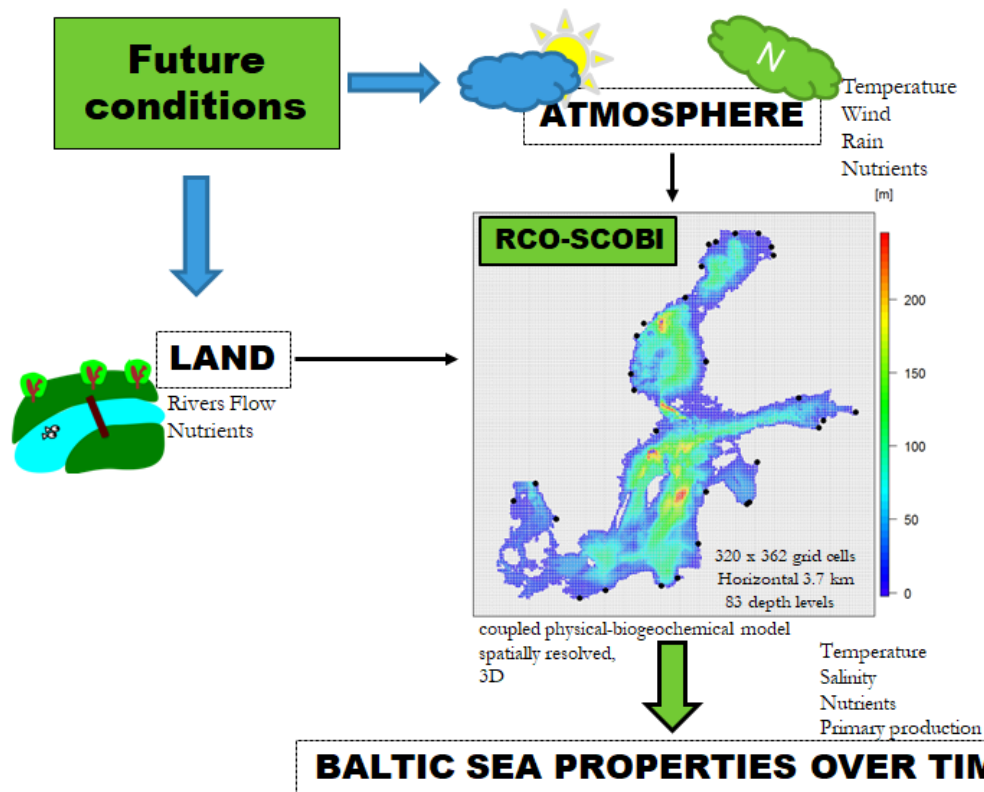 Future
conditions
N
ATMOSPHERE
Temperature
Wind
Rain
Nutrients
[m]
RCO-SCOBI
200
150
100
50
0
LAND
Rivers Flow
Nutrients
320 x 362 grid cells
Horizontal 3.7 km
83 depth levels
coupled physical-biogeochemical model
spatially resolved,
3D
Temperature
Salinity
Nutrients
Primary production
BALTIC SEA PROPERTIES OVER TIM